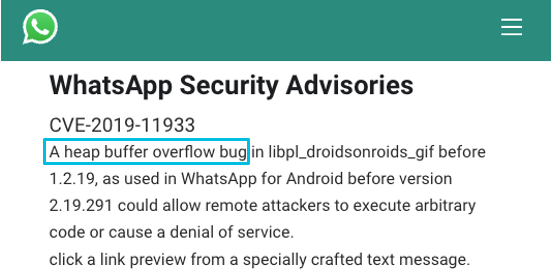 WhatsApp Security Advisories
CVE-2019-11933
A heap buffer overflow bug in libpl_droidsonroids_gif before
1.2.19, as used in WhatsApp for Android before version
2.19.291 could allow remote attackers to execute arbitrary
code or cause a denial of service.
click a link preview from a specially crafted text message.